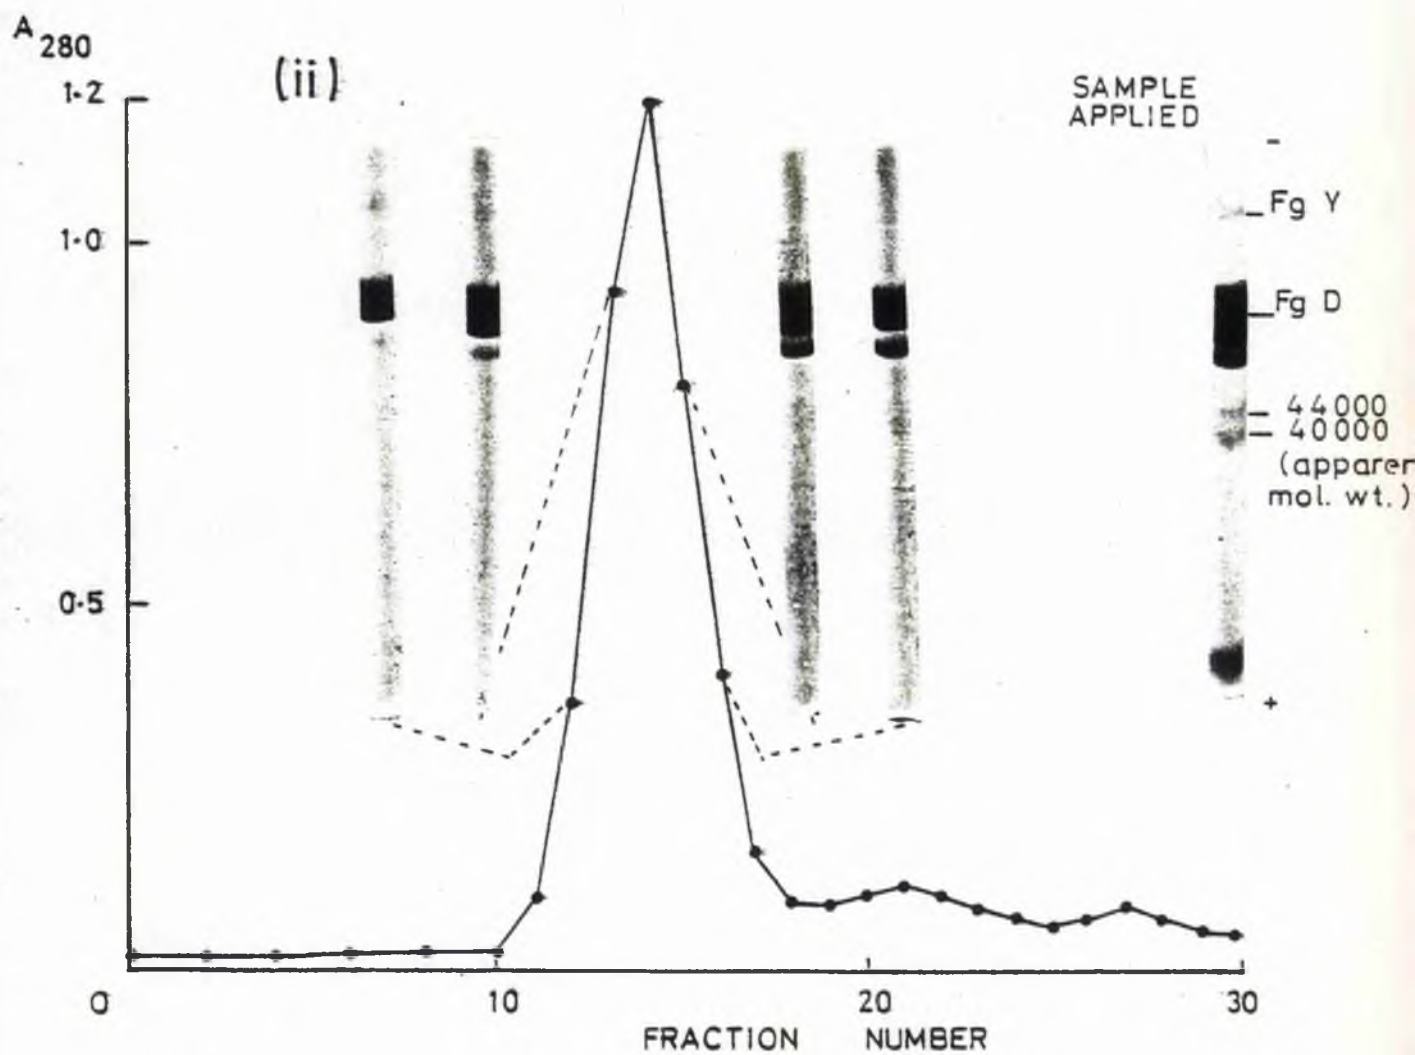 A280
(ii)
1·2
1·0
0·5
0
10
20
30
FRACTION NUMBER
SAMPLE
APPLIED
-
Fg Y
Fg D
44000
40000
(apparen
mol. wt.)
+